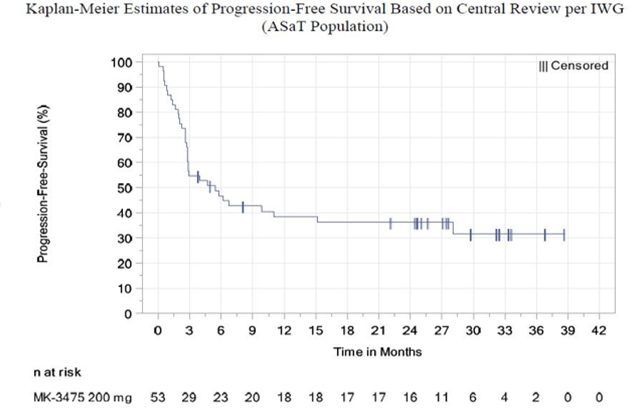 Kaplan-Meier Estimates of Progression-Free Survival Based on Central Review per IWG
(ASaT Population)
||| Censored
Progression-Free-Survival (%)
100
90
80
70
60
50
40
30
20
10
0
0 3 6 9 12 15 18 21 24 27 30 33 36 39 42
Time in Months
n at risk
MK-3475 200 mg 53 29 23 20 18 18 17 17 16 11 6 4 2 0 0